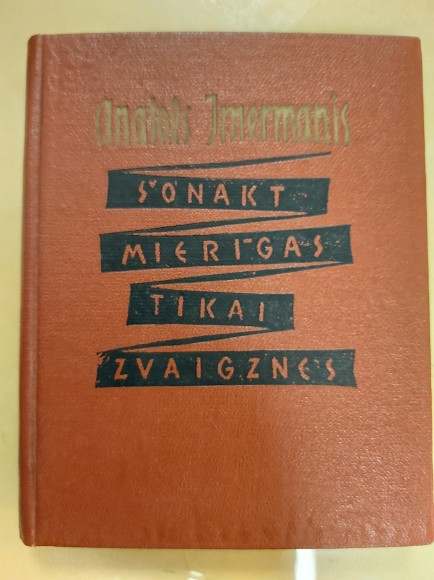 Anatols Imermanis
ŠONAKT
MIERĪGAS
TIKAI
ZVAIGZNES